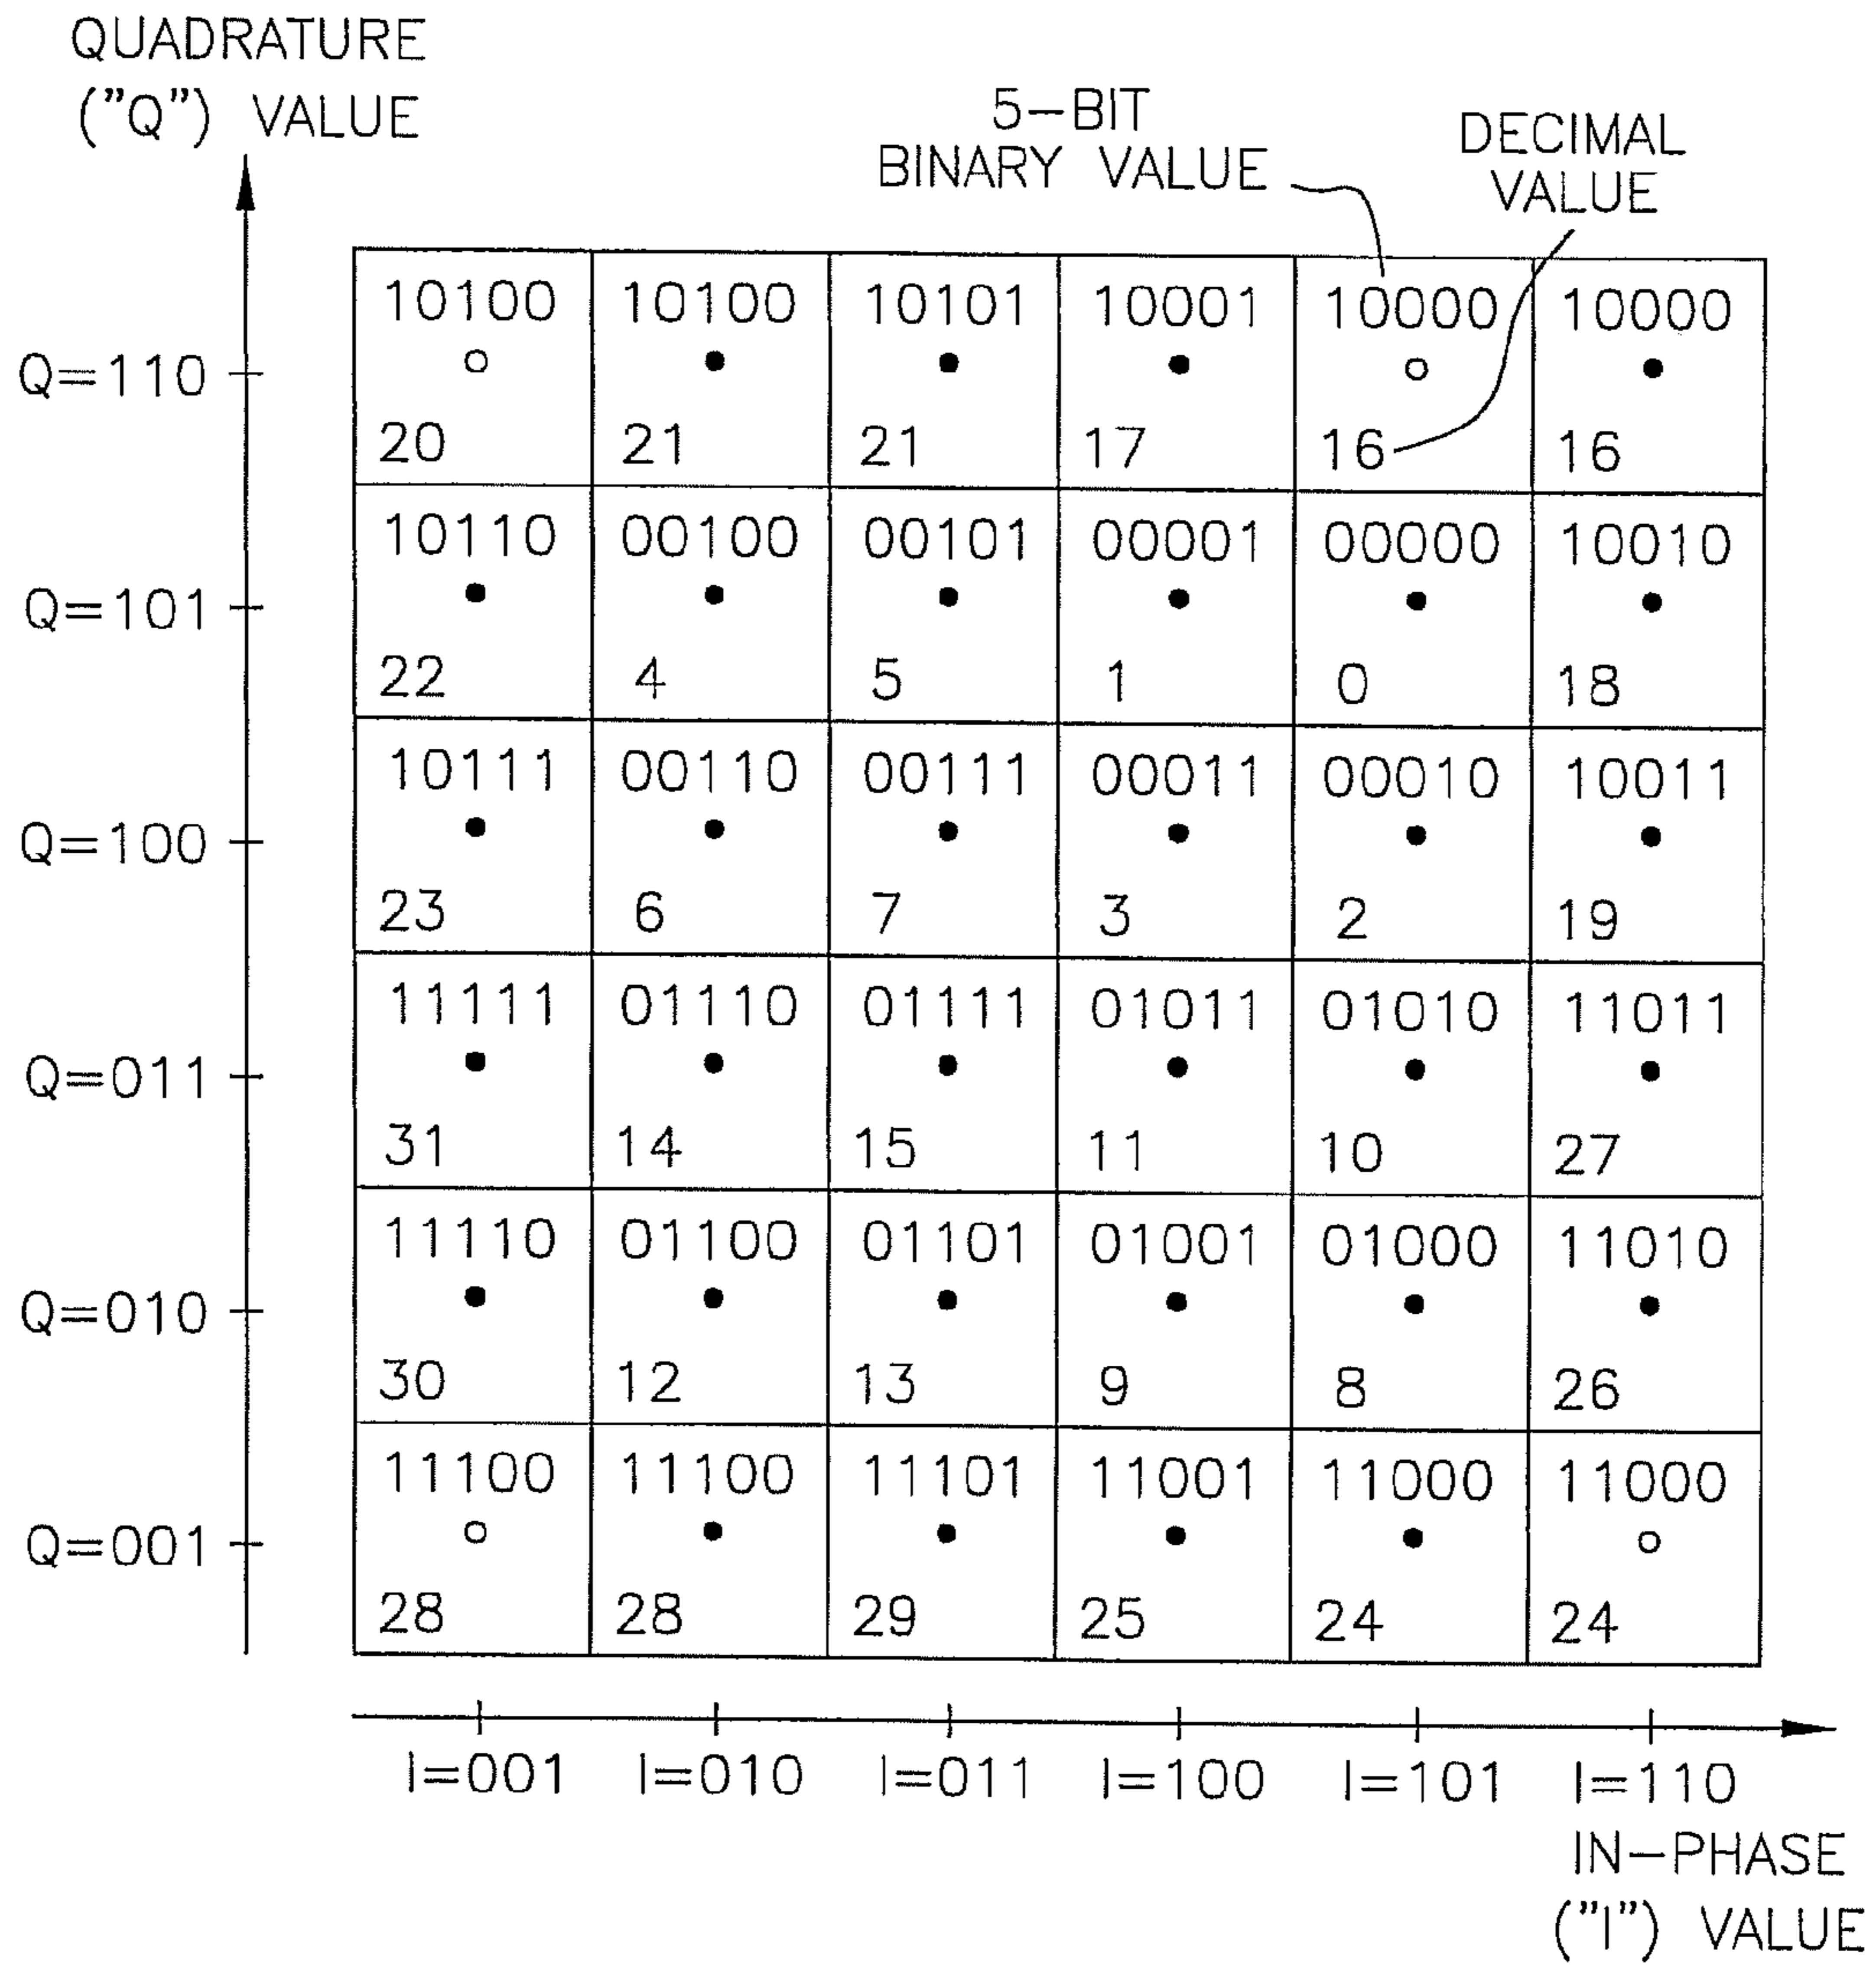 QUADRATURE
("Q") VALUE
5-BIT
BINARY VALUE
DECIMAL
VALUE
10100 10100 10101 10001 10000 10000
Q=110
20 21 21 17 16 16
10110 00100 00101 00001 00000 10010
Q=101
22 4 5 1 0 18
10111 00110 00111 00011 00010 10011
Q=100
23 6 7 3 2 19
11111 01110 01111 01011 01010 11011
Q=011
31 14 15 11 10 27
11110 01100 01101 01001 01000 11010
Q=010
30 12 13 9 8 26
11100 11100 11101 11001 11000 11000
Q=001
28 28 29 25 24 24
I=001 I=010 I=011 I=100 I=101 I=110
IN-PHASE
("I") VALUE